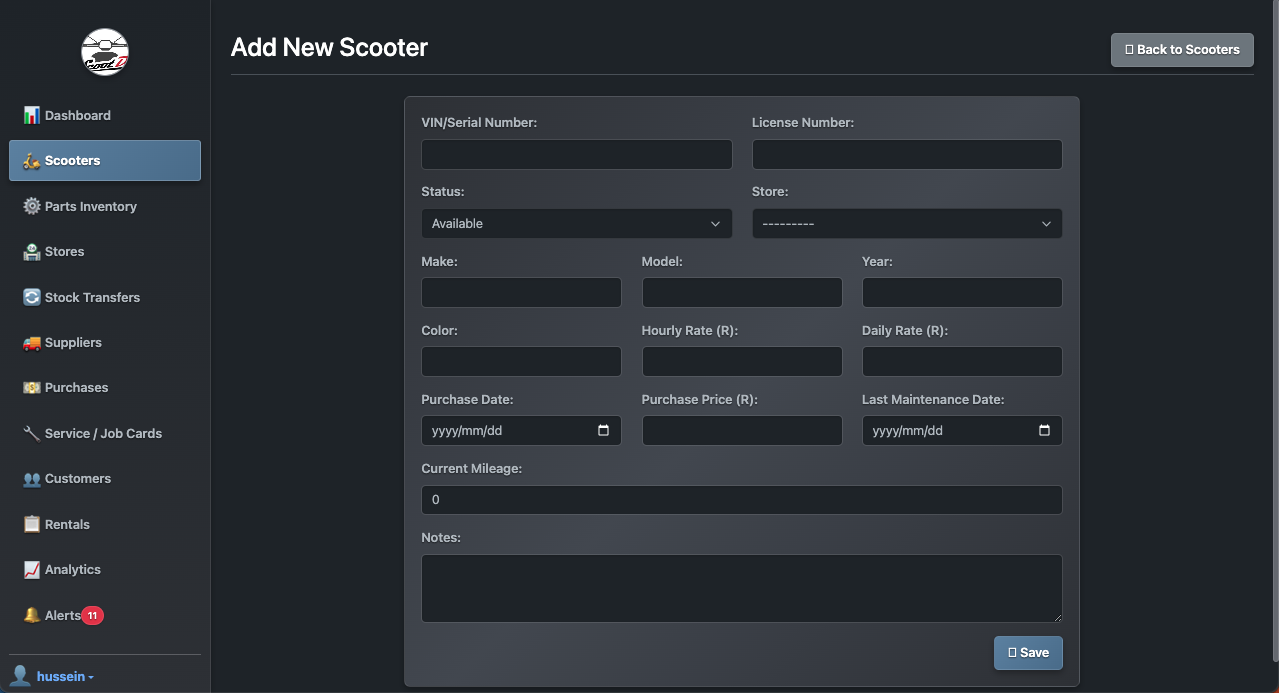 Scoot D
Add New Scooter
Back to Scooters
Dashboard
Scooters
Parts Inventory
Stores
Stock Transfers
Suppliers
Purchases
Service / Job Cards
Customers
Rentals
Analytics
Alerts 11
hussein
VIN/Serial Number:
License Number:
Status:
Store:
Available
---------
Make:
Model:
Year:
Color:
Hourly Rate (R):
Daily Rate (R):
Purchase Date:
Purchase Price (R):
Last Maintenance Date:
yyyy/mm/dd
yyyy/mm/dd
Current Mileage:
0
Notes:
Save